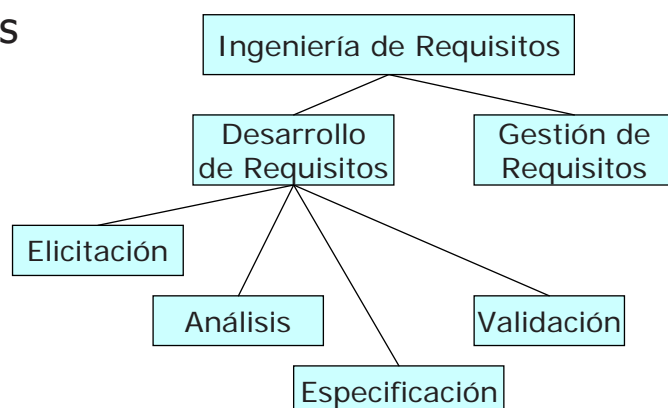 s
Ingeniería de Requisitos
Desarrollo
de Requisitos
Gestión de
Requisitos
Elicitación
Análisis
Validación
Especificación